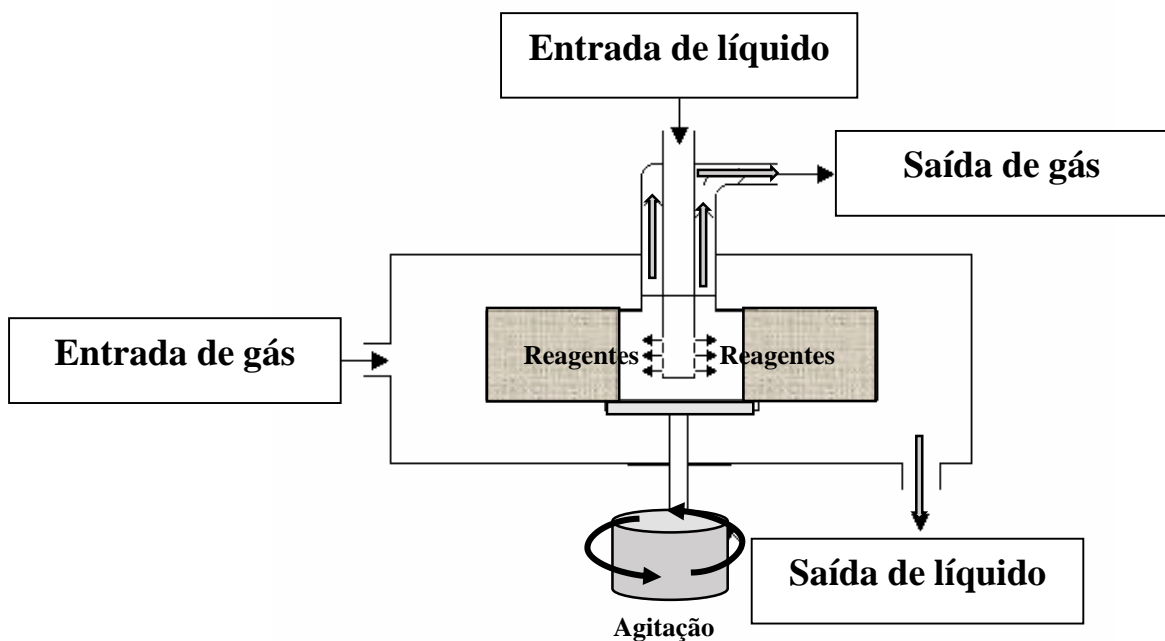 Entrada de líquido
Saída de gás
Entrada de gás
Reagentes Reagentes
Saída de líquido
Agitação